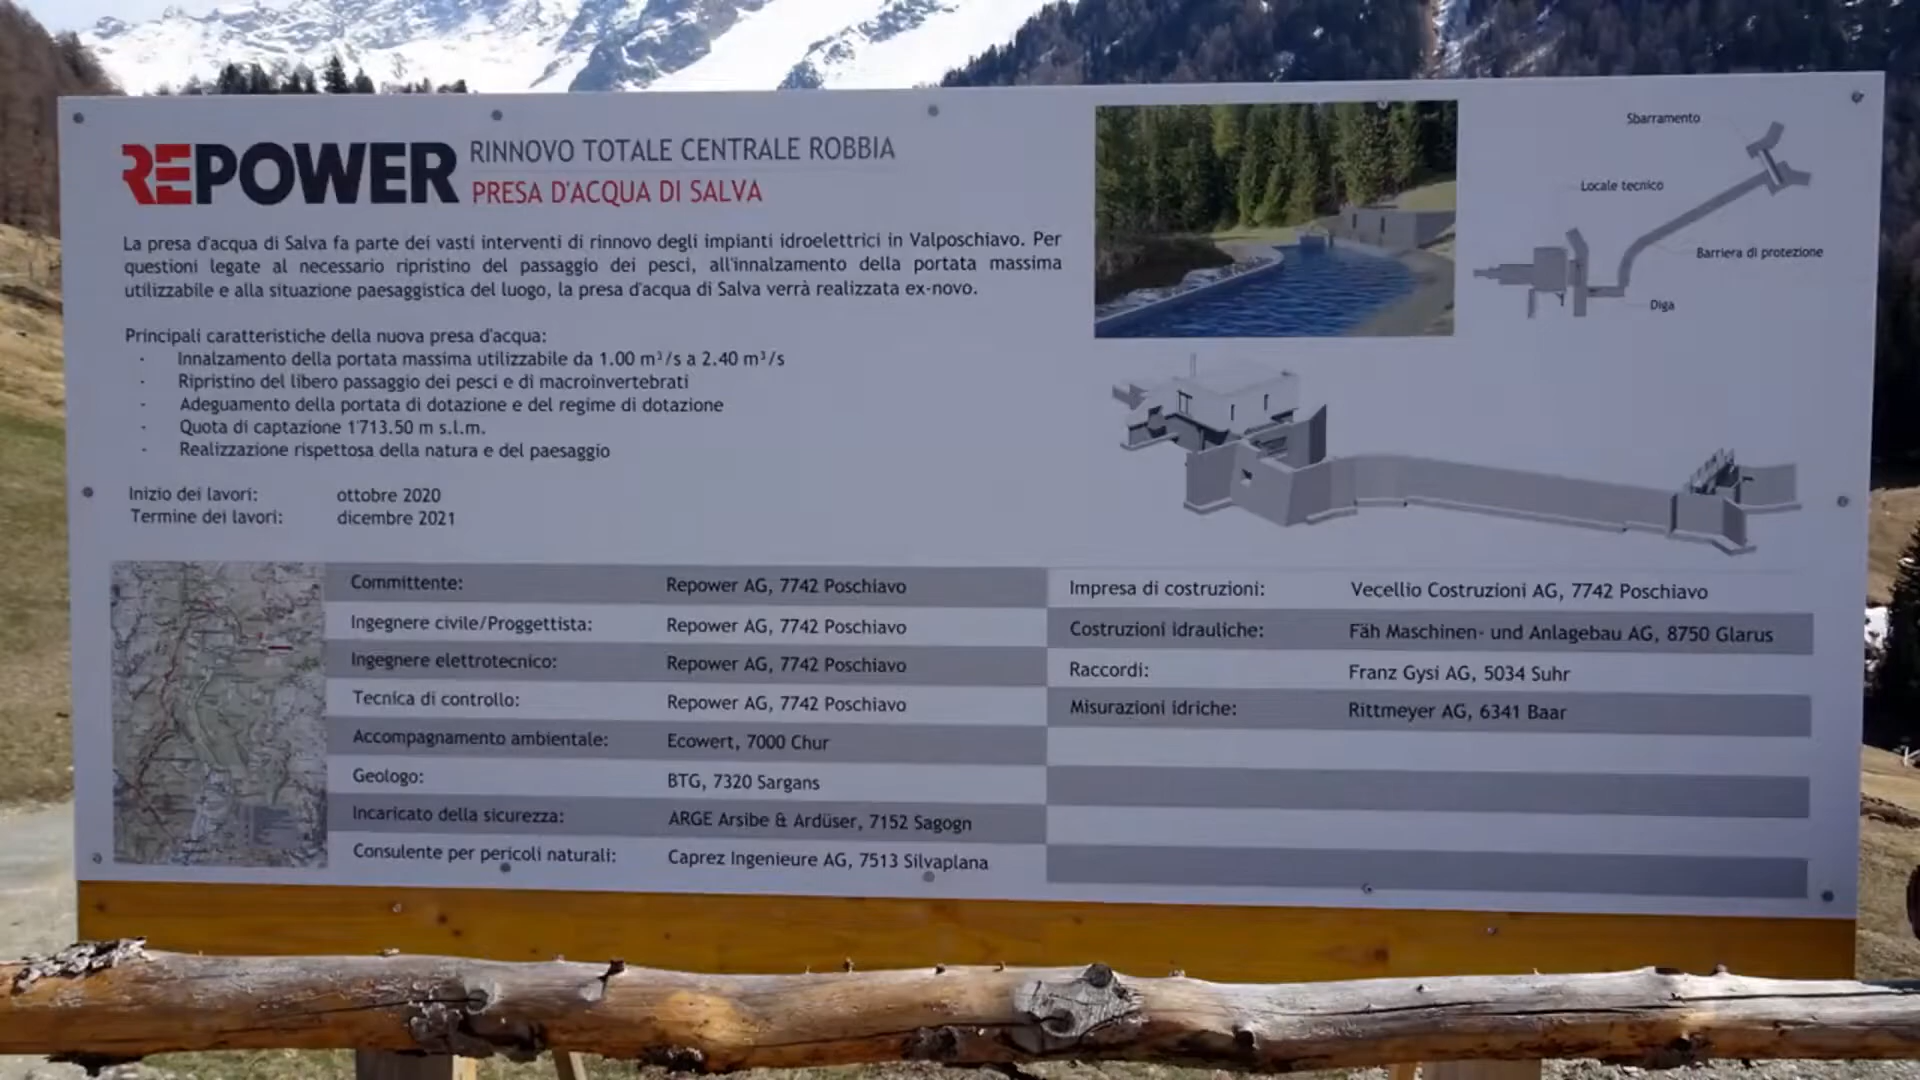 REPOWER
RINNOVO TOTALE CENTRALE ROBBIA
PRESA D'ACQUA DI SALVA
La presa d'acqua di Salva fa parte dei vasti interventi di rinnovo degli impianti idroelettrici in Valposchiavo. Per
questioni legate al necessario ripristino del passaggio dei pesci, all'innalzamento della portata massima
utilizzabile e alla situazione paesaggistica del luogo, la presa d'acqua di Salva verrà realizzata ex-novo.
Principali caratteristiche della nuova presa d'acqua:
- Innalzamento della portata massima utilizzabile da 1.00 m³/s a 2.40 m³/s
- Ripristino del libero passaggio dei pesci e di macroinvertebrati
- Adeguamento della portata di dotazione e del regime di dotazione
- Quota di captazione 1'713.50 m s.l.m.
- Realizzazione rispettosa della natura e del paesaggio
Inizio dei lavori: ottobre 2020
Termine dei lavori: dicembre 2021
Sbarramento
Locale tecnico
Barriera di protezione
Diga
Committente: Repower AG, 7742 Poschiavo
Ingegnere civile/Proggettista: Repower AG, 7742 Poschiavo
Ingegnere elettrotecnico: Repower AG, 7742 Poschiavo
Tecnica di controllo: Repower AG, 7742 Poschiavo
Accompagnamento ambientale: Ecowert, 7000 Chur
Geologo: BTG, 7320 Sargans
Incaricato della sicurezza: ARGE Arsibe & Ardüser, 7152 Sagogn
Consulente per pericoli naturali: Caprez Ingenieure AG, 7513 Silvaplana
Impresa di costruzioni: Vecellio Costruzioni AG, 7742 Poschiavo
Costruzioni idrauliche: Fäh Maschinen- und Anlagebau AG, 8750 Glarus
Raccordi: Franz Gysi AG, 5034 Suhr
Misurazioni idriche: Rittmeyer AG, 6341 Baar